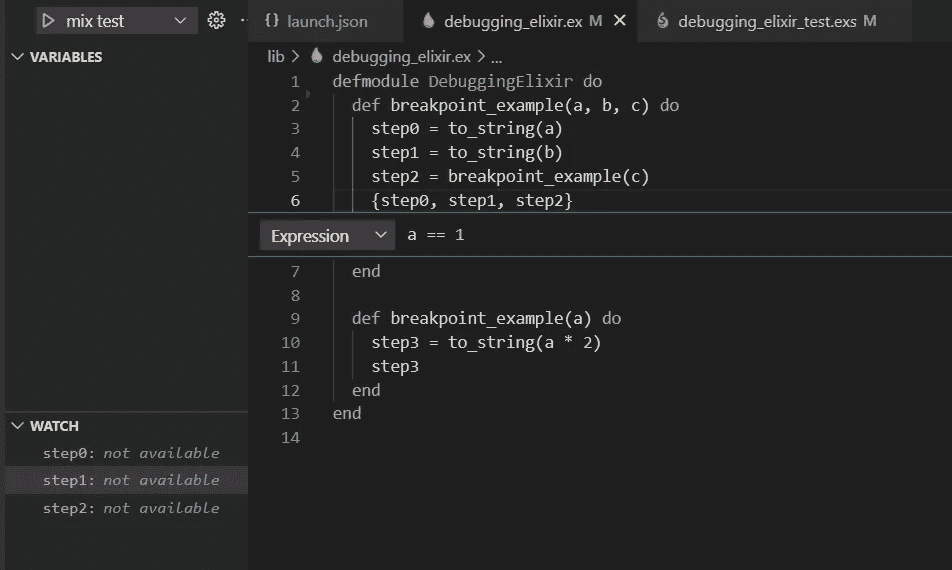 mix test
launch.json
debugging_elixir.ex M
debugging_elixir_test.exs M
VARIABLES
lib > debugging_elixir.ex > ...
1 defmodule DebuggingElixir do
2 def breakpoint_example(a, b, c) do
3 step0 = to_string(a)
4 step1 = to_string(b)
5 step2 = breakpoint_example(c)
6 {step0, step1, step2}
Expression a == 1
7 end
8
9 def breakpoint_example(a) do
10 step3 = to_string(a * 2)
11 step3
12 end
13 end
14
WATCH
step0: not available
step1: not available
step2: not available